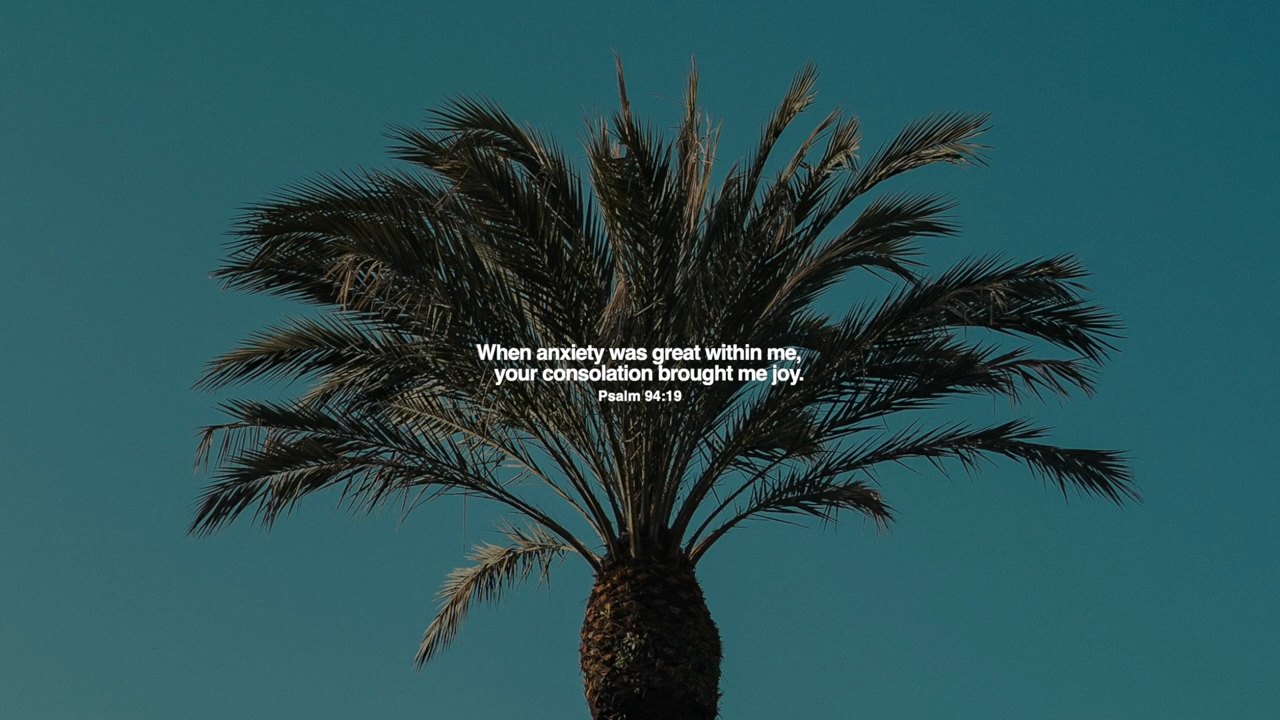 When anxiety was great within me,
your consolation brought me joy.
Psalm 94:19